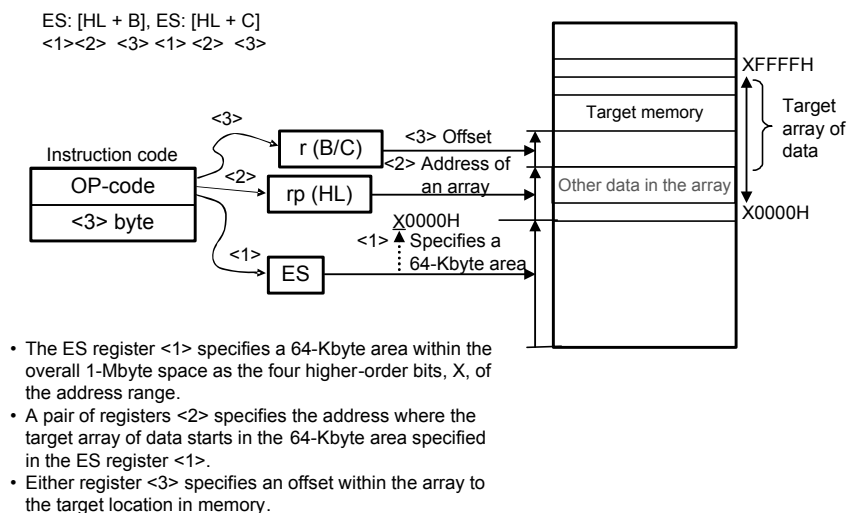 ES: [HL + B], ES: [HL + C]
<1><2> <3> <1> <2> <3>
XFFFFH
Target memory
Target
array of
data
<3>
r (B/C)
<3> Offset
Instruction code
OP-code
<2>
rp (HL)
<2> Address of
an array
Other data in the array
<3> byte
X0000H
X0000H
<1> Specifies a
64-Kbyte area
<1>
ES
• The ES register <1> specifies a 64-Kbyte area within the
overall 1-Mbyte space as the four higher-order bits, X, of
the address range.
• A pair of registers <2> specifies the address where the
target array of data starts in the 64-Kbyte area specified
in the ES register <1>.
• Either register <3> specifies an offset within the array to
the target location in memory.